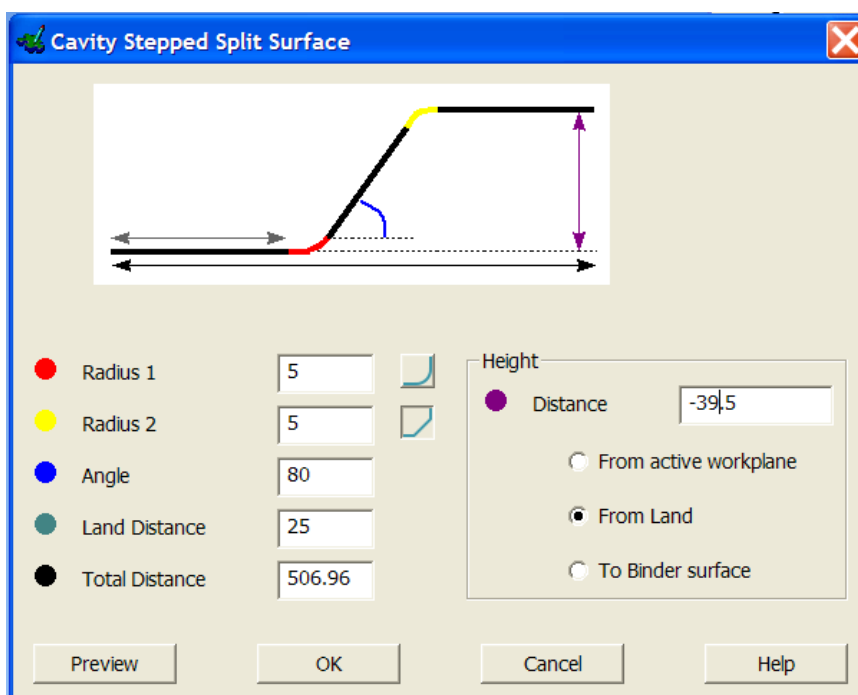 Cavity Stepped Split Surface
Radius 1 5
Radius 2 5
Angle 80
Land Distance 25
Total Distance 506.96
Height
Distance -39.5
From active workplane
From Land
To Binder surface
Preview OK Cancel Help